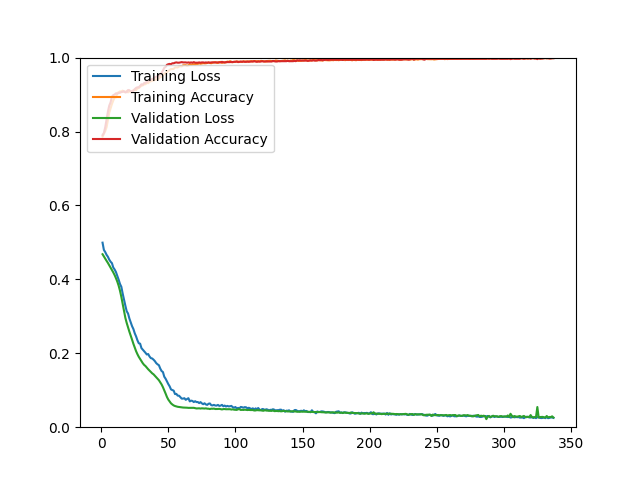 1.0
0.8
0.6
0.4
0.2
0.0
Training Loss
Training Accuracy
Validation Loss
Validation Accuracy
0 50 100 150 200 250 300 350